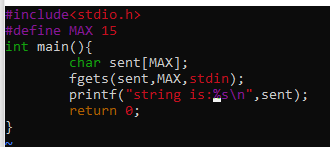 #include<stdio.h>
#define MAX 15
int main(){
        char sent[MAX];
        fgets(sent,MAX,stdin);
        printf("string is:%s\n",sent);
        return 0;
}
~